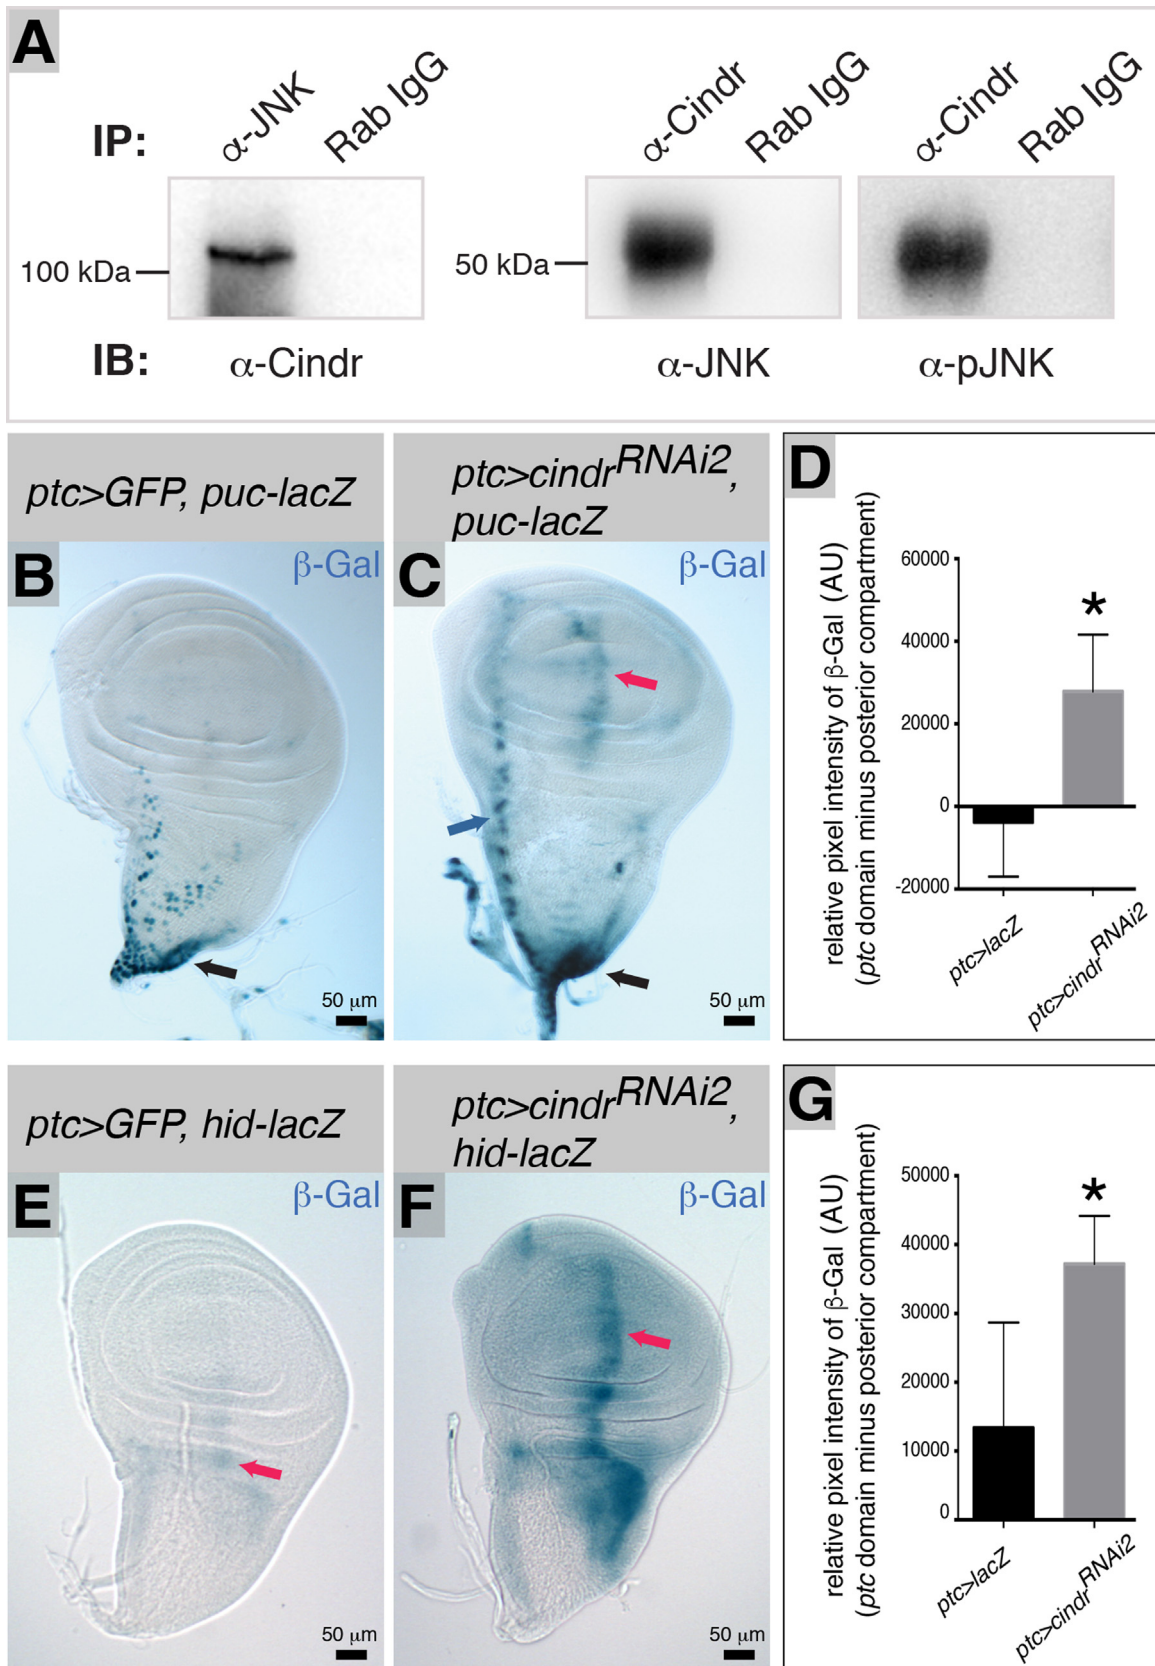 A
IP:
α-JNK
Rab IgG
α-Cindr
Rab IgG
α-Cindr
Rab IgG
100 kDa
50 kDa
IB:
α-Cindr
α-JNK
α-pJNK
ptc>GFP, puc-lacZ
B
β-Gal
50 µm
ptc>cindrRNAi2,
puc-lacZ
C
β-Gal
50 µm
D
relative pixel intensity of β-Gal (AU)
(ptc domain minus posterior compartment)
60000
40000
20000
0
-20000
*
ptc>lacZ
ptc>cindrRNAi2
ptc>GFP, hid-lacZ
E
β-Gal
50 µm
ptc>cindrRNAi2,
hid-lacZ
F
β-Gal
50 µm
G
relative pixel intensity of β-Gal (AU)
(ptc domain minus posterior compartment)
50000
40000
30000
20000
10000
0
*
ptc>lacZ
ptc>cindrRNAi2